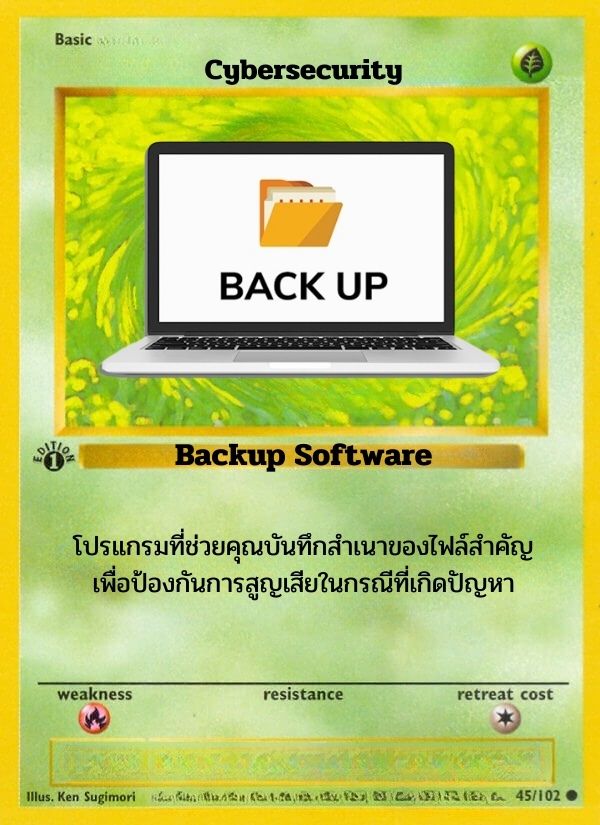 Basic
Cybersecurity
BACK UP
EDITION
1
Backup Software
โปรแกรมที่ช่วยคุณบันทึกสำเนาของไฟล์สำคัญ
เพื่อป้องกันการสูญเสียในกรณีที่เกิดปัญหา
weakness resistance retreat cost
Illus. Ken Sugimori 45/102